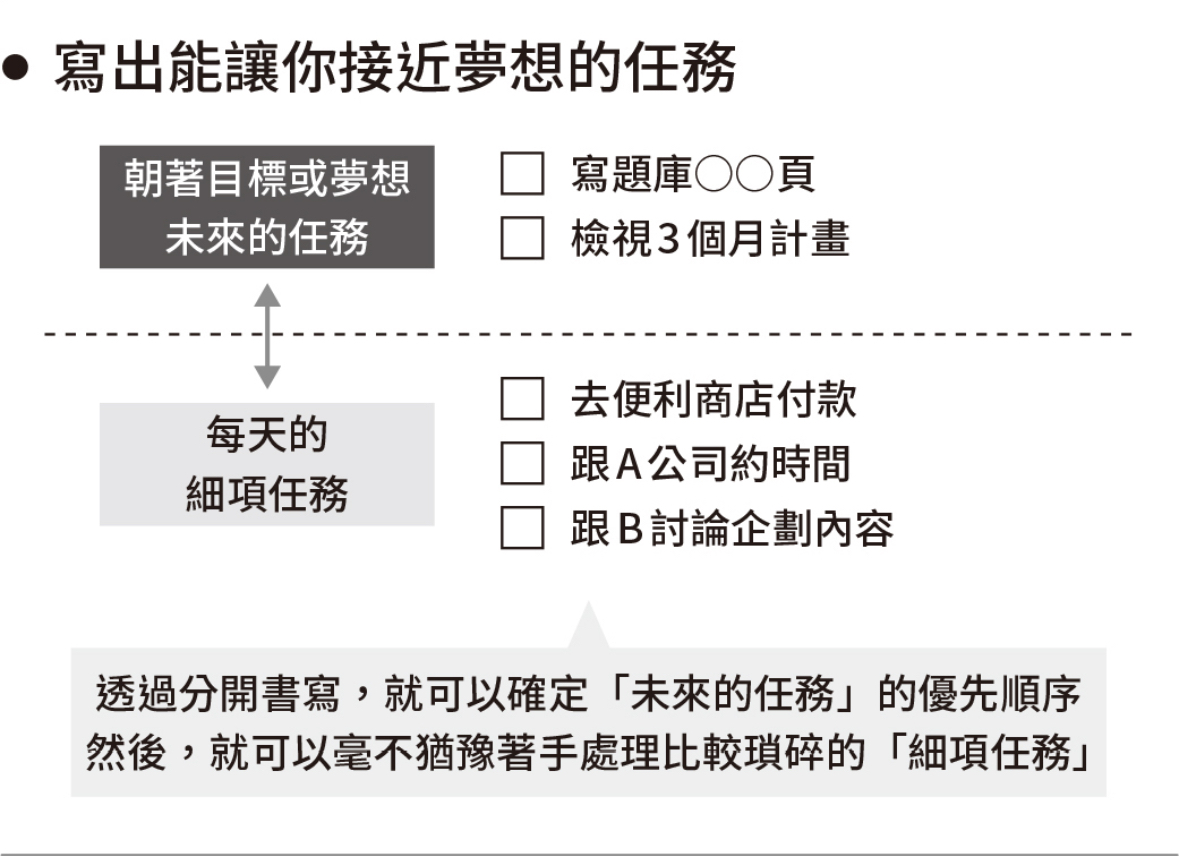 ● 寫出能讓你接近夢想的任務
朝著目標或夢想
未來的任務
□ 寫題庫○○頁
□ 檢視3個月計畫
每天的
細項任務
□ 去便利商店付款
□ 跟A公司約時間
□ 跟B討論企劃內容
透過分開書寫，就可以確定「未來的任務」的優先順序
然後，就可以毫不猶豫著手處理比較瑣碎的「細項任務」